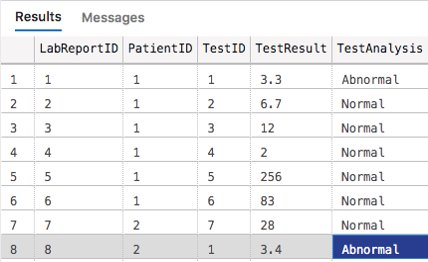 Results Messages
LabReportID PatientID TestID TestResult TestAnalysis
1 1 1 1 3.3 Abnormal
2 2 1 2 6.7 Normal
3 3 1 3 12 Normal
4 4 1 4 2 Normal
5 5 1 5 256 Normal
6 6 1 6 83 Normal
7 7 2 7 28 Normal
8 8 2 1 3.4 Abnormal